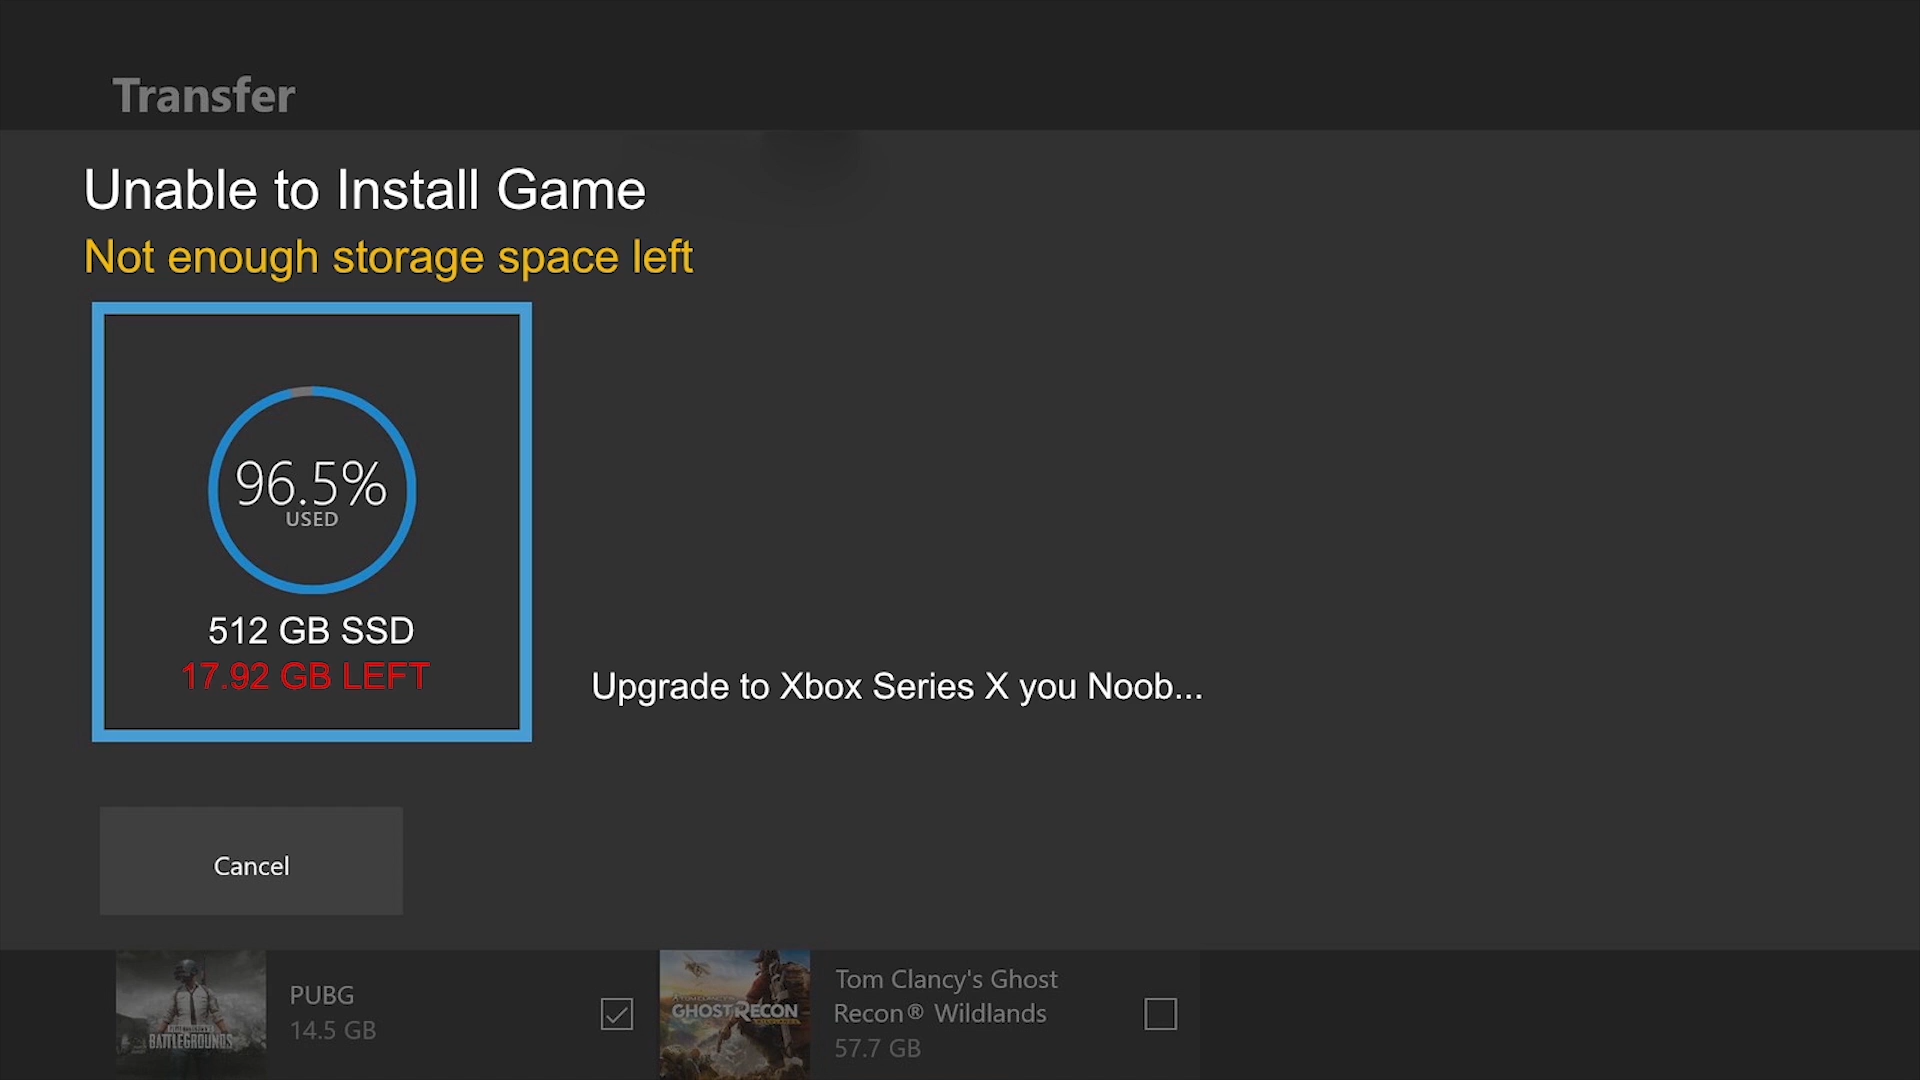 Transfer
Unable to Install Game
Not enough storage space left
96.5%
USED
512 GB SSD
17.92 GB LEFT
Upgrade to Xbox Series X you Noob...
Cancel
PUBG
14.5 GB
BATTLEGROUNDS
GHOST RECON
Tom Clancy's Ghost
Recon® Wildlands
57.7 GB